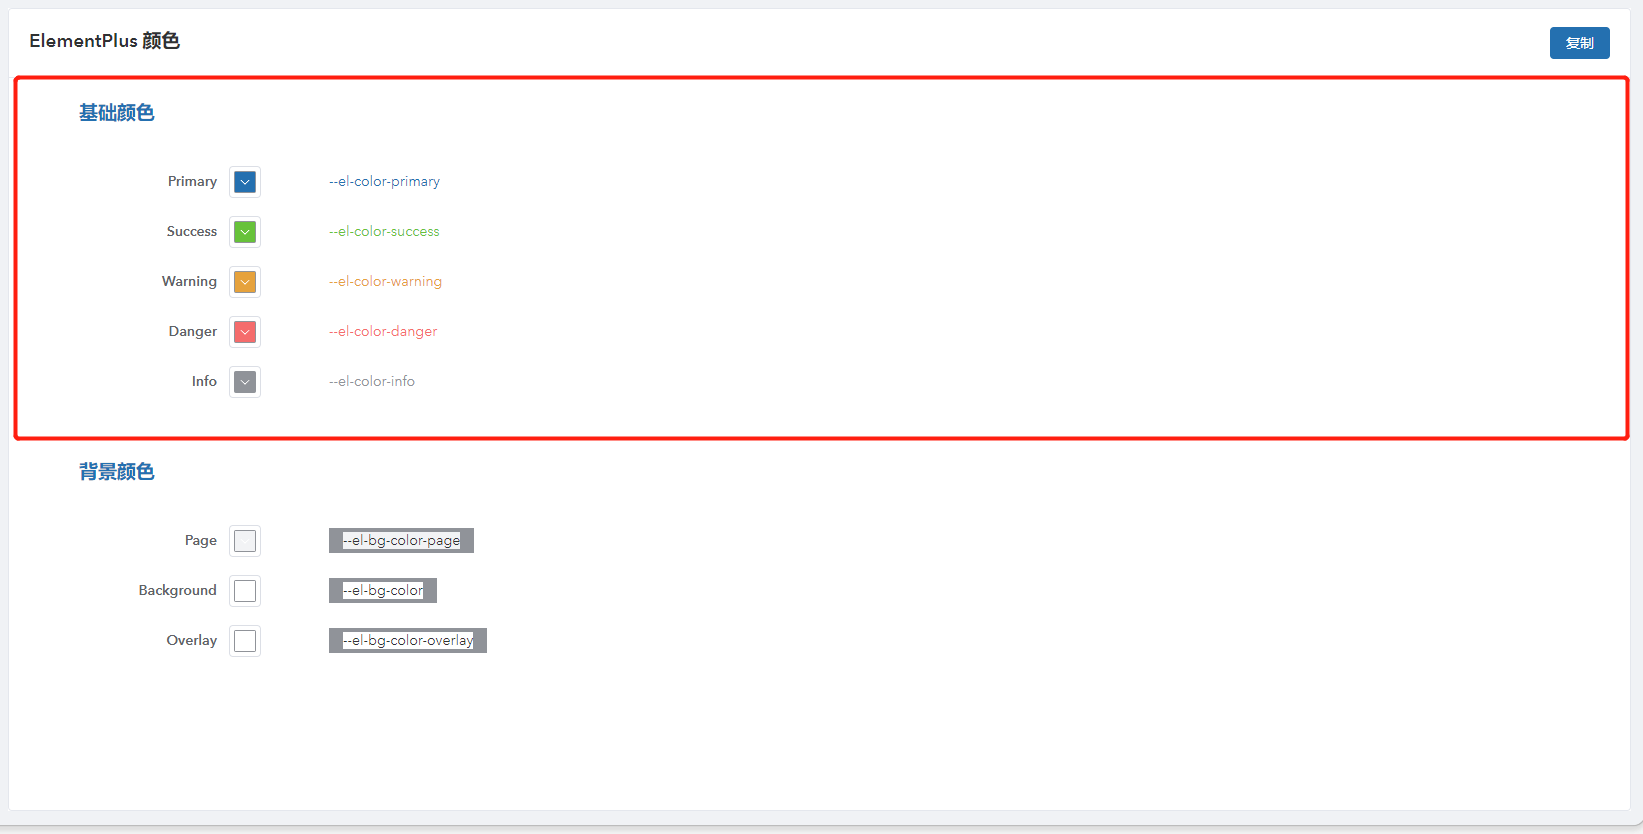 ElementPlus 颜色
复制
基础颜色
Primary --el-color-primary
Success --el-color-success
Warning --el-color-warning
Danger --el-color-danger
Info --el-color-info
背景颜色
Page --el-bg-color-page
Background --el-bg-color
Overlay --el-bg-color-overlay